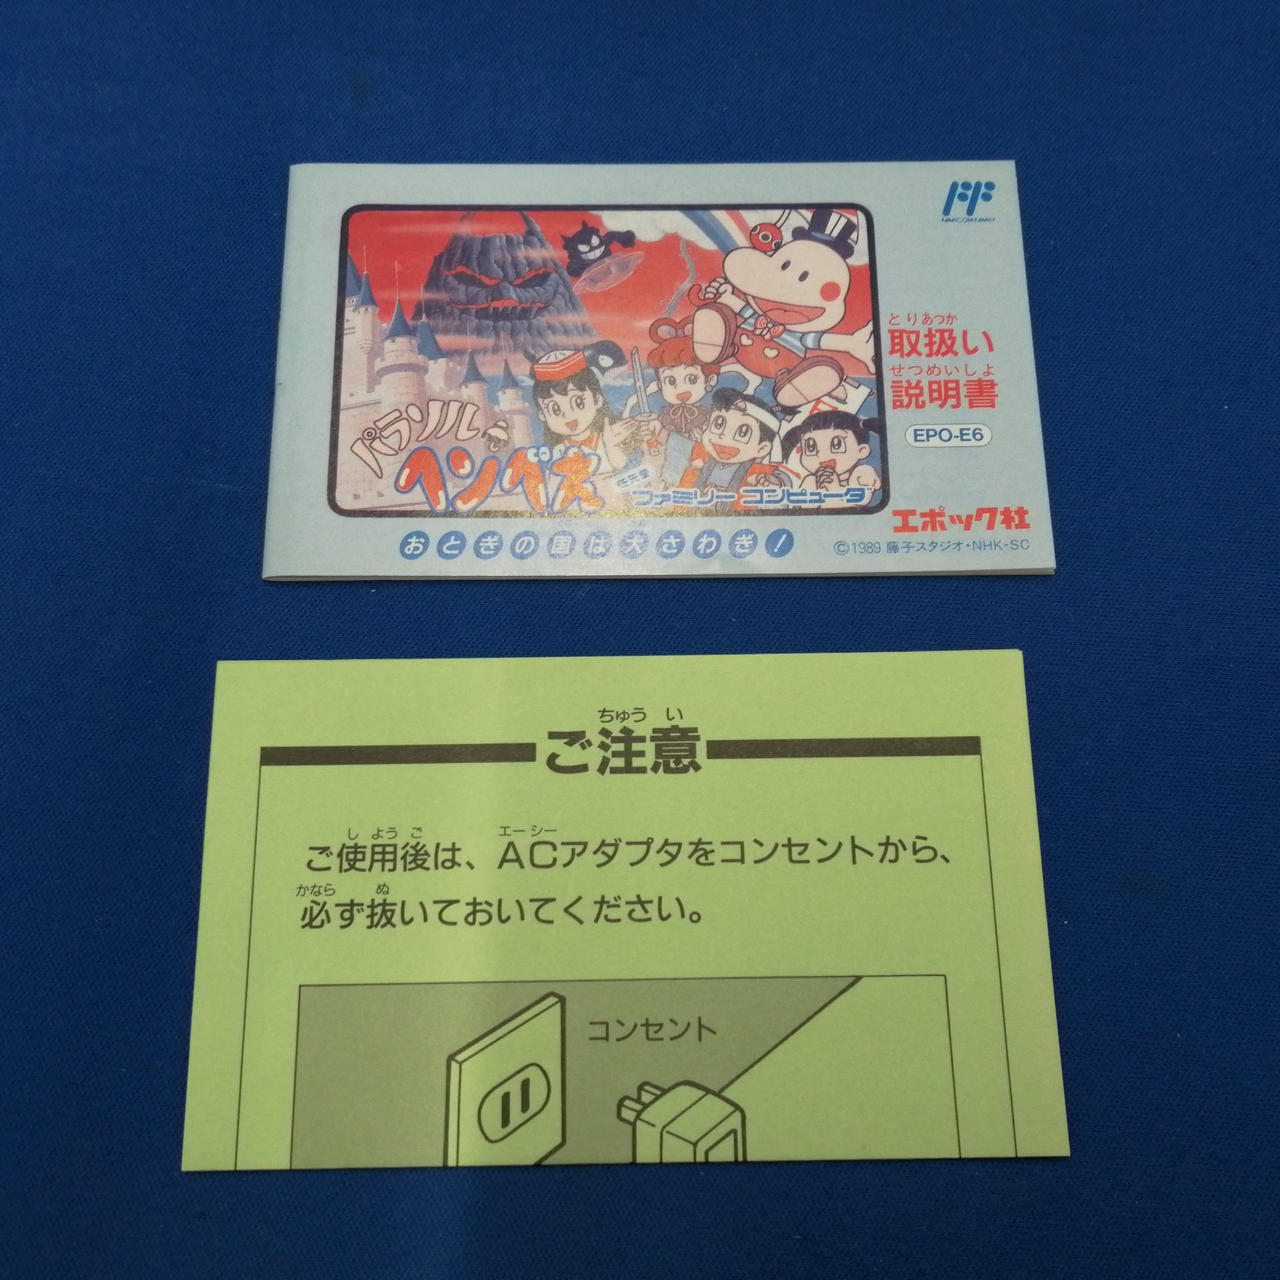 FF
FAMICOM FAMILY
とりあつか
取扱い
せつめいしょ
説明書
EPO-E6
パラソル
ヘンべえ
任天堂
ファミリー コンピュータ
エポック社
おとぎの国は大さわぎ!
©1989 藤子スタジオ・NHK-SC
ちゅう い
ご注意
し よう ご エーシー
ご使用後は、ACアダプタをコンセントから、
かなら ぬ
必ず抜いておいてください。
コンセント